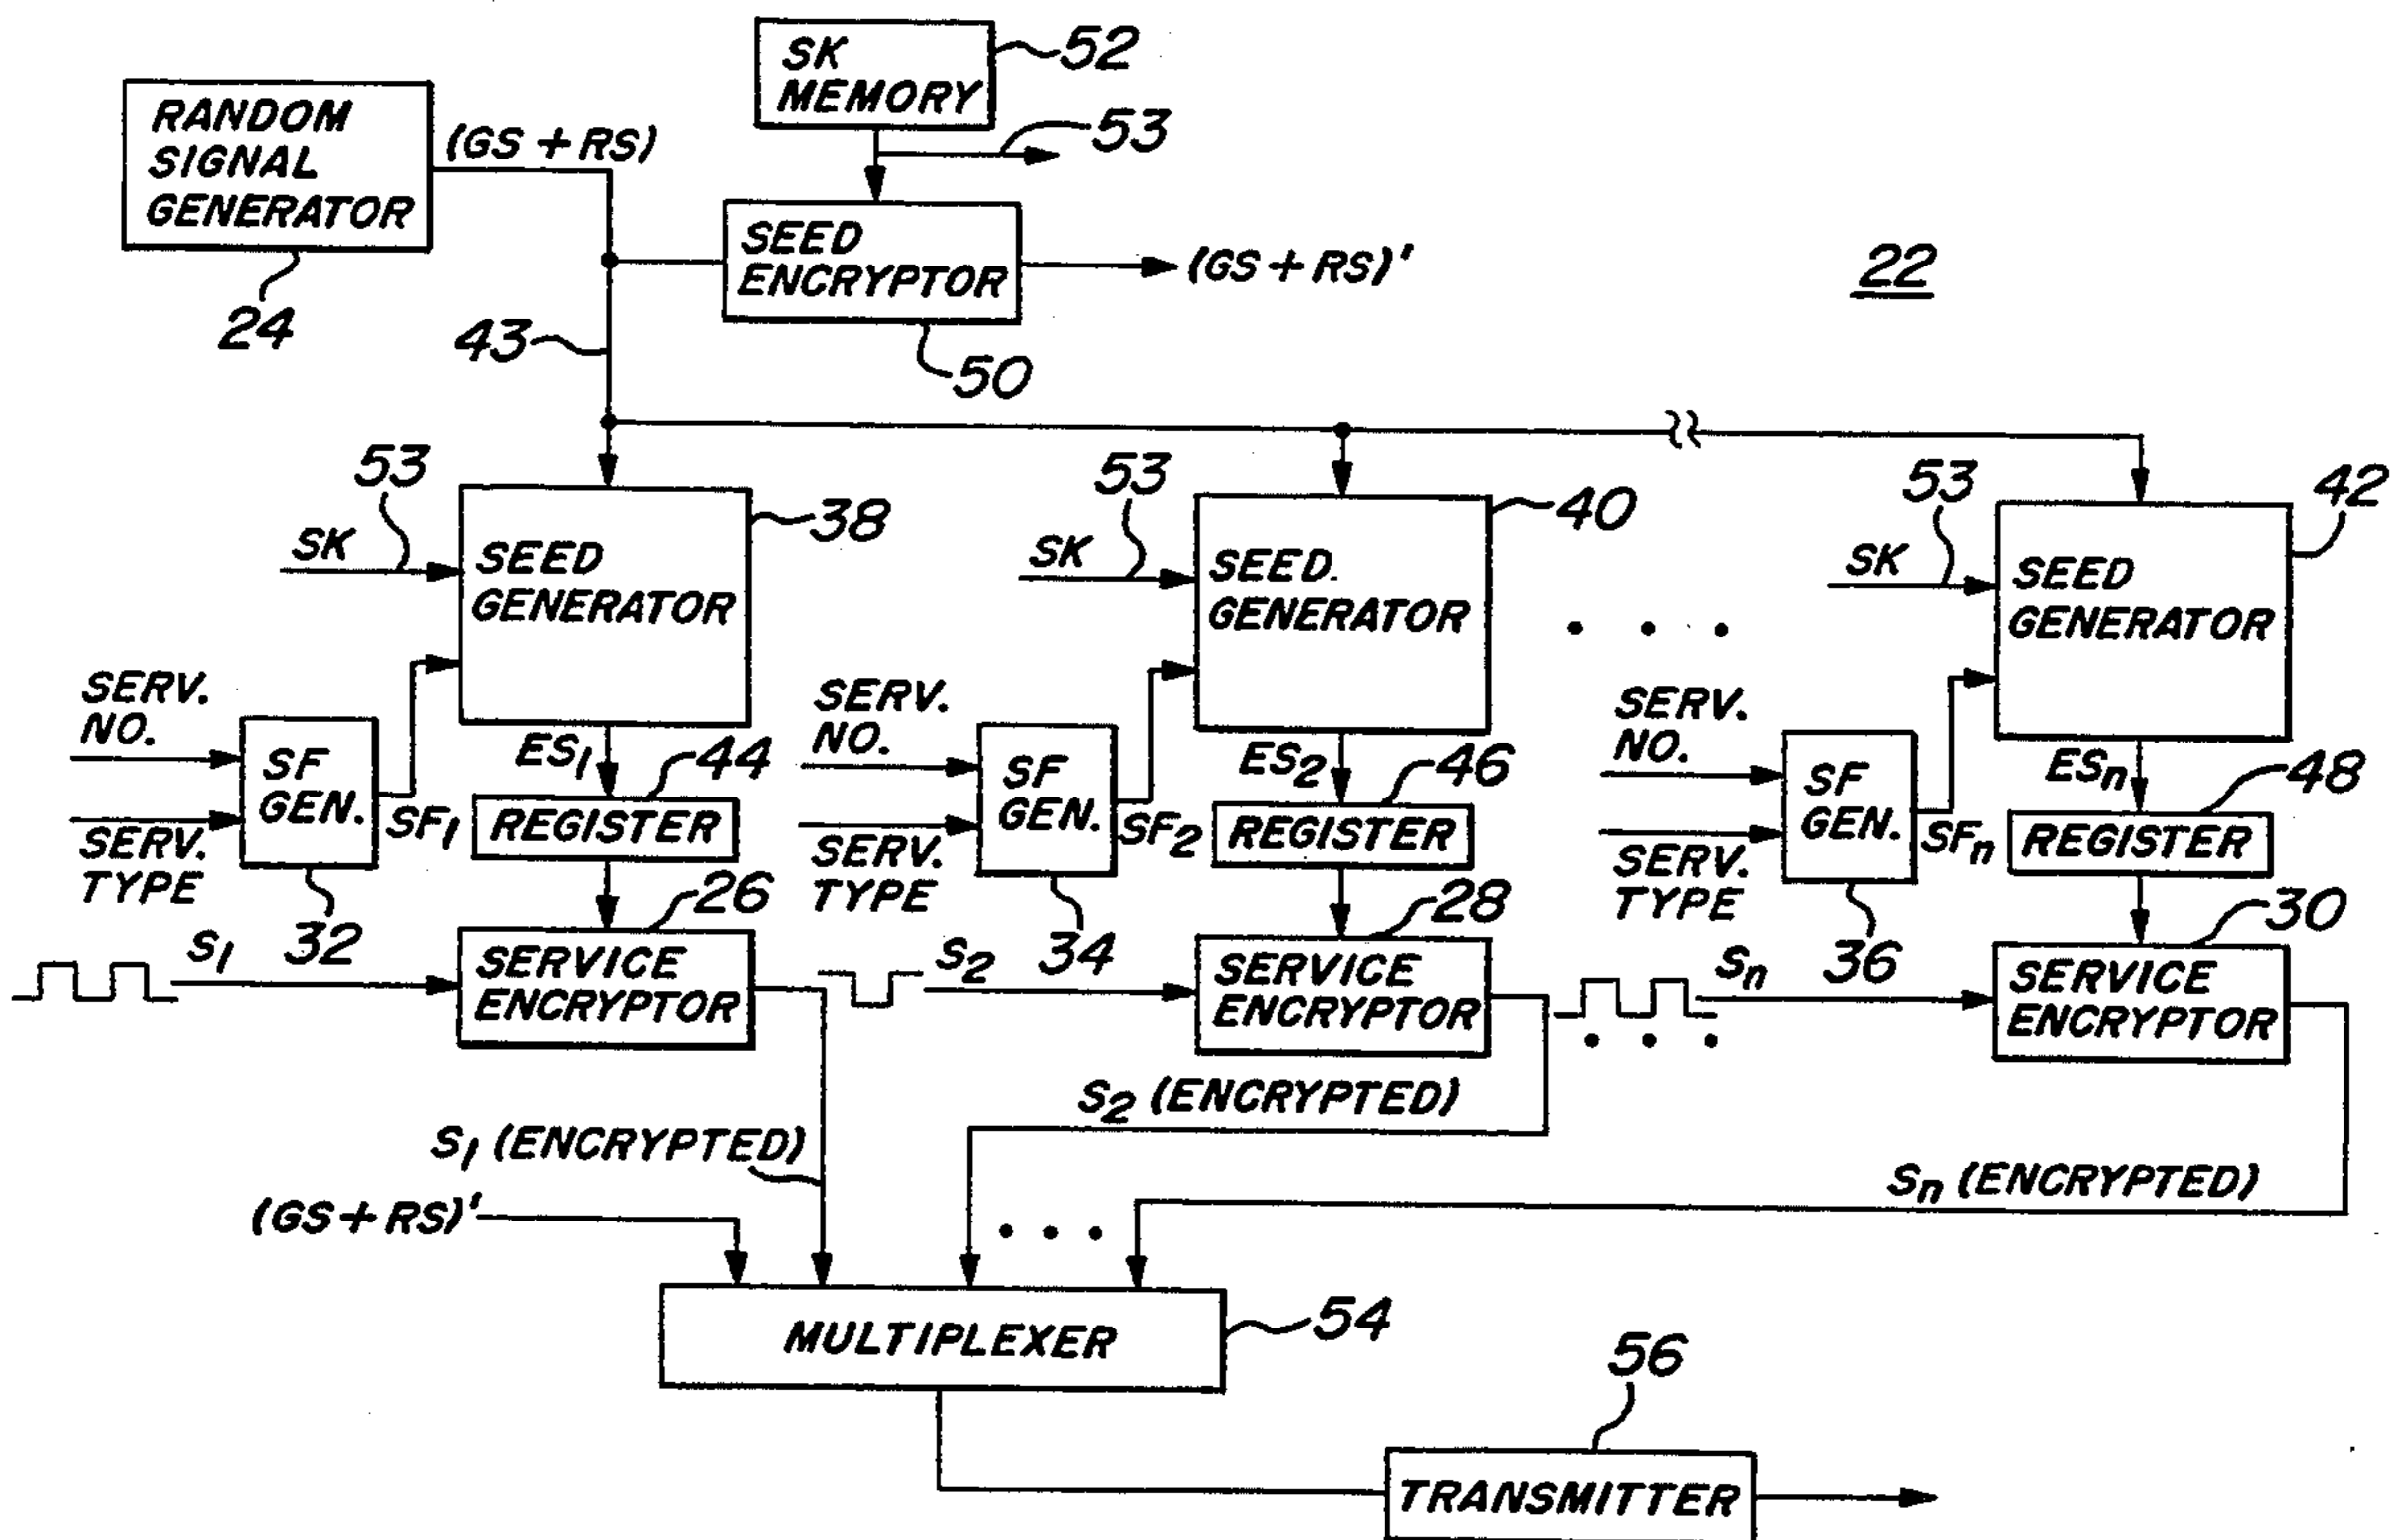 SK
MEMORY
52
RANDOM
SIGNAL
GENERATOR
(GS + RS)
53
SEED
ENCRYPTOR
(GS + RS)'
22
24
43
50
53
53
53
42
38
40
SK
SEED
GENERATOR
SK
SEED.
GENERATOR
SK
SEED
GENERATOR
SERV.
NO.
SF
GEN.
SERV.
TYPE
SF1
ES1
44
REGISTER
SERV.
NO.
SF
GEN.
SERV.
TYPE
SF2
ES2
46
REGISTER
SERV.
NO.
SF
GEN.
SERV.
TYPE
SFn
ESn
48
REGISTER
32
26
34
28
36
30
S1
SERVICE
ENCRYPTOR
S2
SERVICE
ENCRYPTOR
Sn
SERVICE
ENCRYPTOR
S2 (ENCRYPTED)
S1 (ENCRYPTED)
Sn (ENCRYPTED)
(GS + RS)'
MULTIPLEXER
54
56
TRANSMITTER